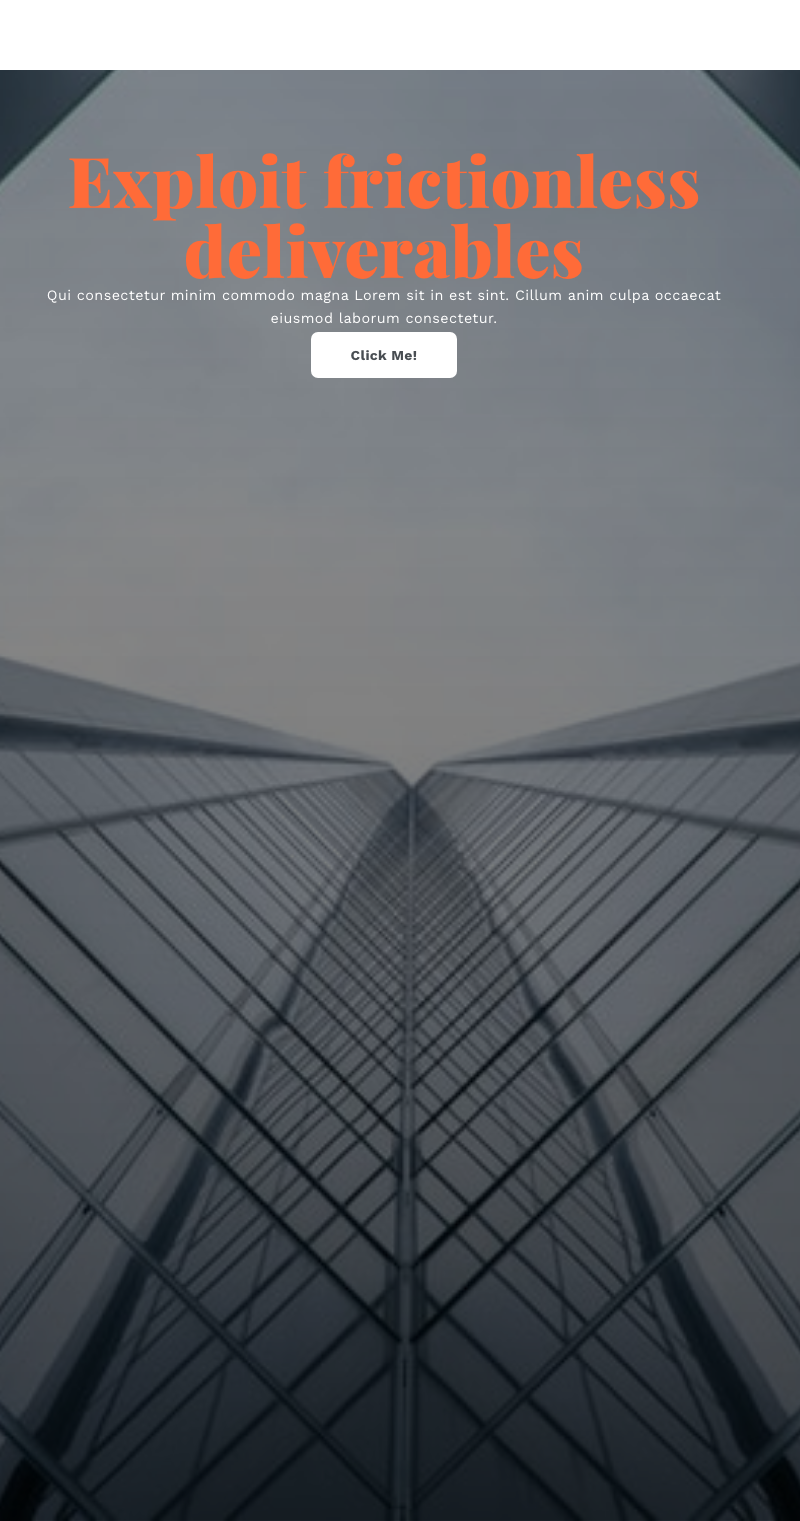 Exploit frictionless
deliverables
Qui consectetur minim commodo magna Lorem sit in est sint. Cillum anim culpa occaecat
eiusmod laborum consectetur.
Click Me!